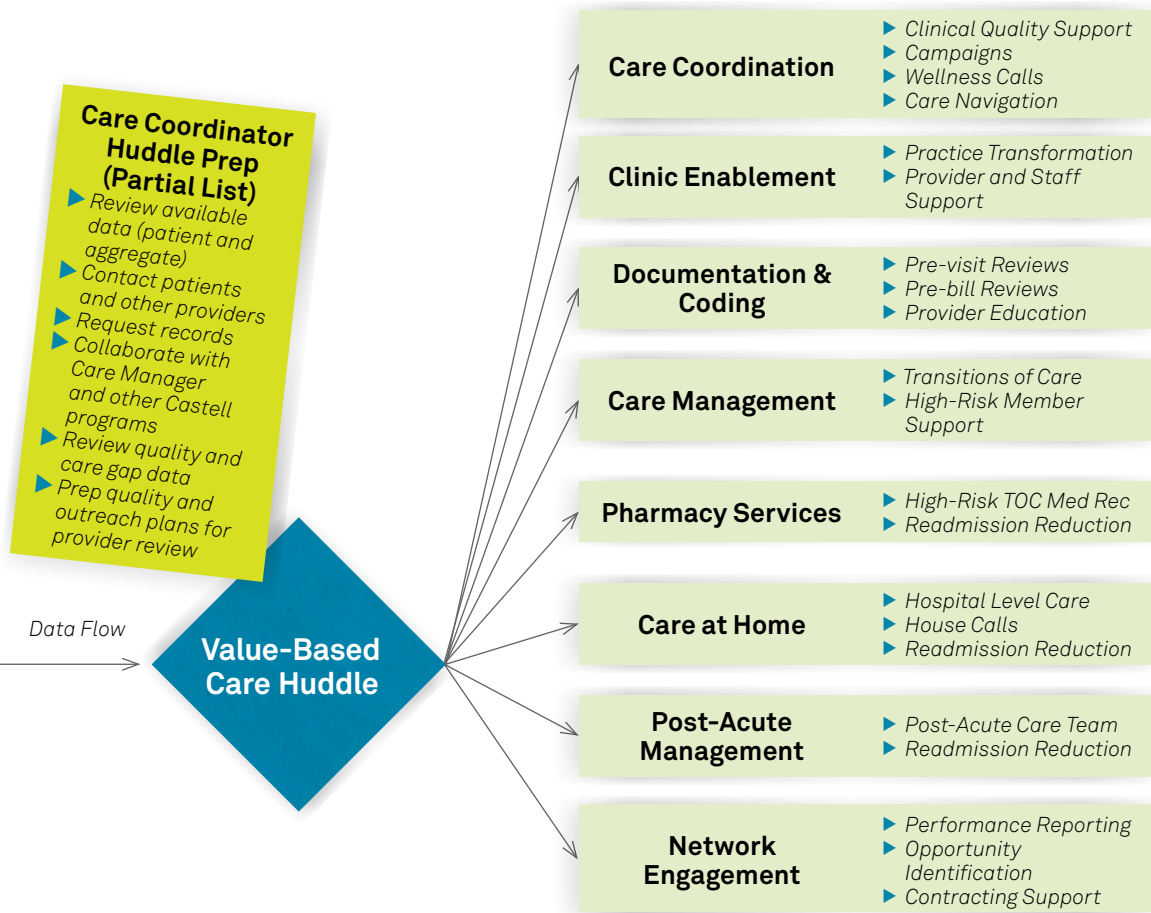 Care Coordinator
Huddle Prep
(Partial List)
▶ Review available
data (patient and
aggregate)
▶ Contact patients
and other providers
▶ Request records
▶ Collaborate with
Care Manager
and other Castell
programs
▶ Review quality and
care gap data
▶ Prep quality and
outreach plans for
provider review
Data Flow
Value-Based
Care Huddle
Care Coordination
▶ Clinical Quality Support
▶ Campaigns
▶ Wellness Calls
▶ Care Navigation
Clinic Enablement
▶ Practice Transformation
▶ Provider and Staff
Support
Documentation &
Coding
▶ Pre-visit Reviews
▶ Pre-bill Reviews
▶ Provider Education
Care Management
▶ Transitions of Care
▶ High-Risk Member
Support
Pharmacy Services
▶ High-Risk TOC Med Rec
▶ Readmission Reduction
Care at Home
▶ Hospital Level Care
▶ House Calls
▶ Readmission Reduction
Post-Acute
Management
▶ Post-Acute Care Team
▶ Readmission Reduction
Network
Engagement
▶ Performance Reporting
▶ Opportunity
Identification
▶ Contracting Support